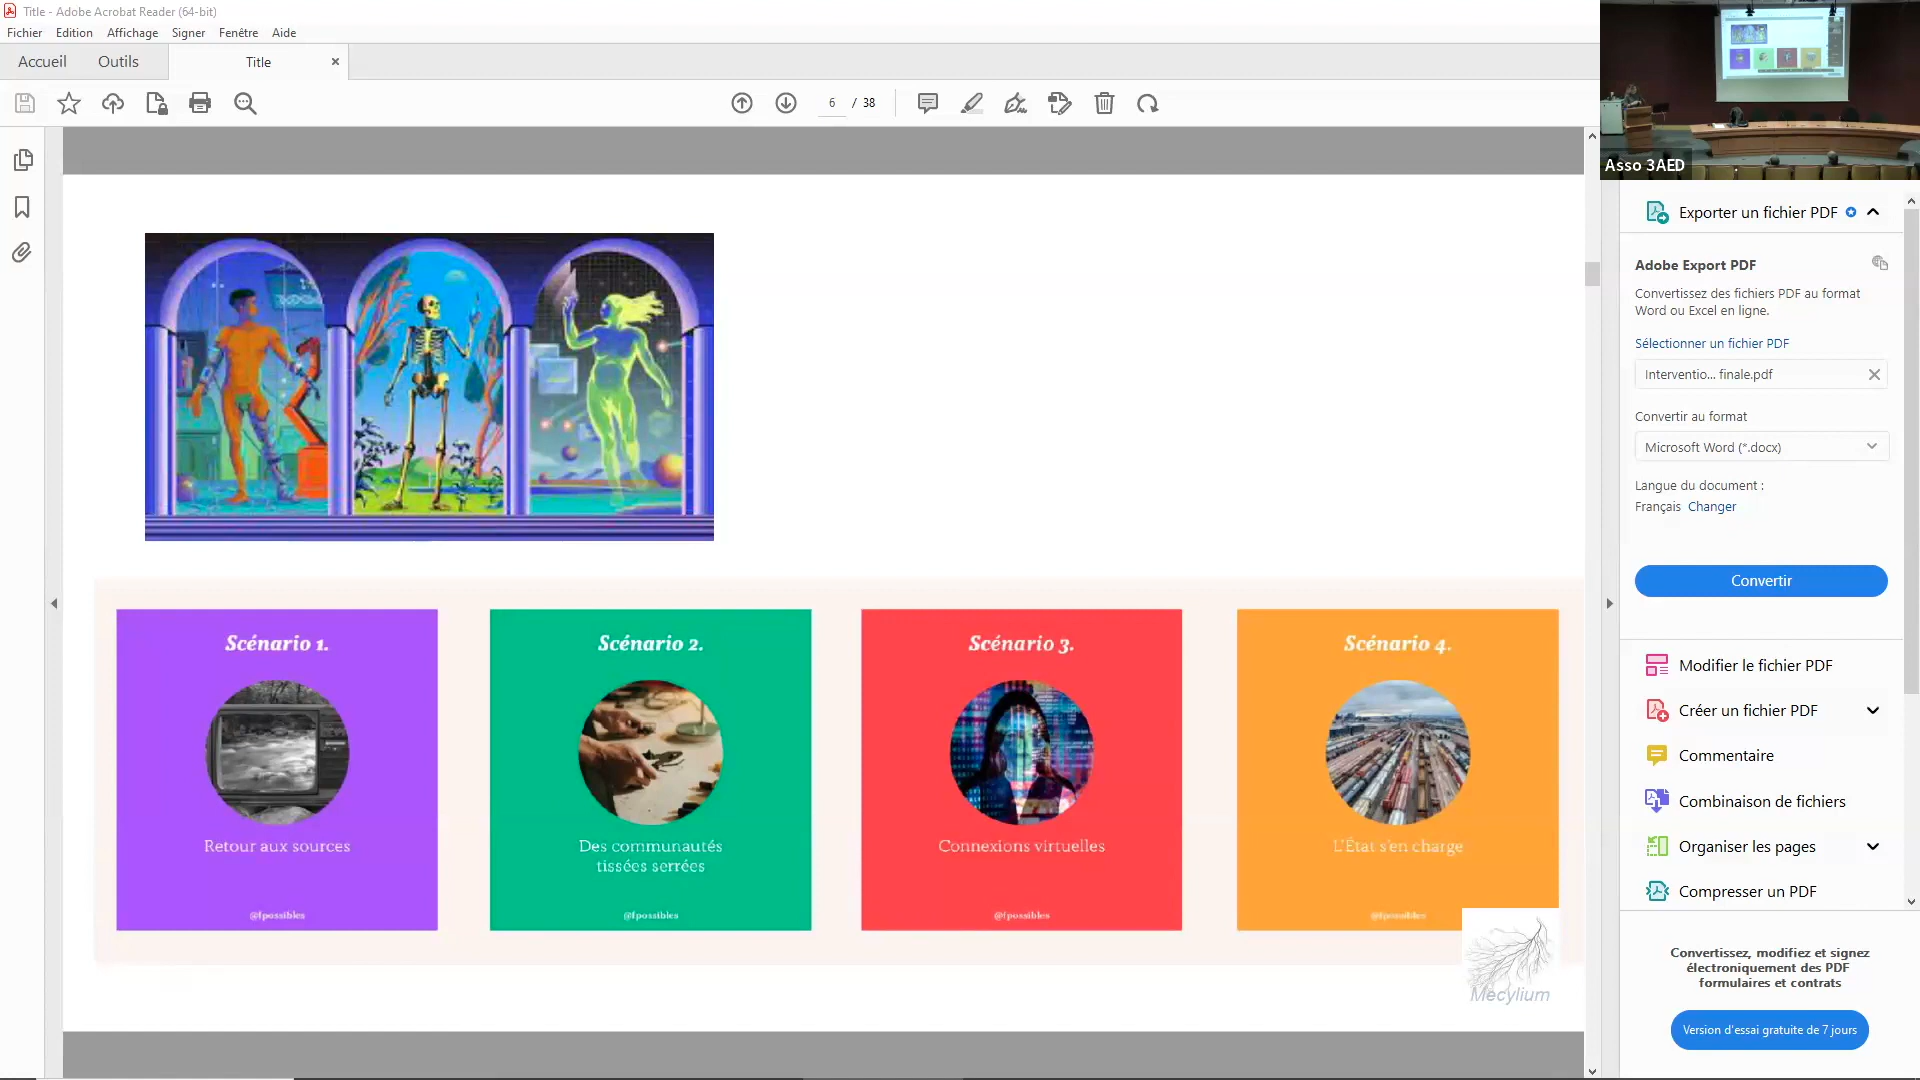 Title - Adobe Acrobat Reader (64-bit)
Fichier Edition Affichage Signer Fenêtre Aide
Accueil Outils Title
6 / 38
Asso 3AED
Scénario 1.
Retour aux sources
@fpossibles
Scénario 2.
Des communautés
tissées serrées
@fpossibles
Scénario 3.
Connexions virtuelles
@fpossibles
Scénario 4.
L'État s'en charge
@fpossibles
Mecylium
Exporter un fichier PDF
Adobe Export PDF
Convertissez des fichiers PDF au format
Word ou Excel en ligne.
Sélectionner un fichier PDF
Interventio... finale.pdf
Convertir au format
Microsoft Word (*.docx)
Langue du document :
Français Changer
Convertir
Modifier le fichier PDF
Créer un fichier PDF
Commentaire
Combinaison de fichiers
Organiser les pages
Compresser un PDF
Convertissez, modifiez et signez
électroniquement des PDF
formulaires et contrats
Version d'essai gratuite de 7 jours